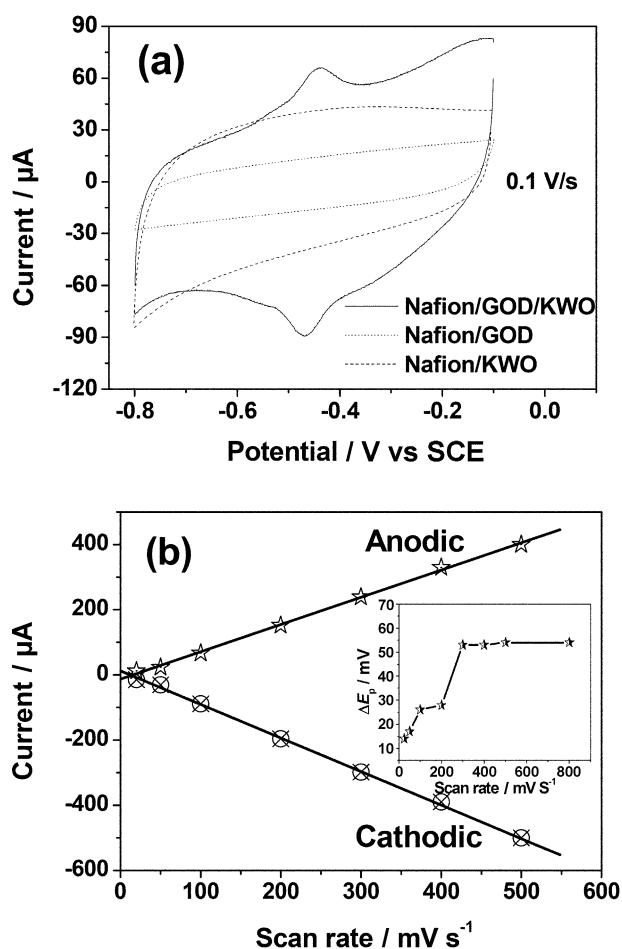 (a)
90
60
30
0
-30
-60
-90
-120
Current / µA
0.1 V/s
Nafion/GOD/KWO
Nafion/GOD
Nafion/KWO
-0.8 -0.6 -0.4 -0.2 0.0
Potential / V vs SCE
(b)
400
200
0
-200
-400
-600
Current / µA
Anodic
Cathodic
70
60
50
40
30
20
10
ΔEp / mV
0 200 400 600 800
Scan rate / mV S-1
0 100 200 300 400 500 600
Scan rate / mV s-1